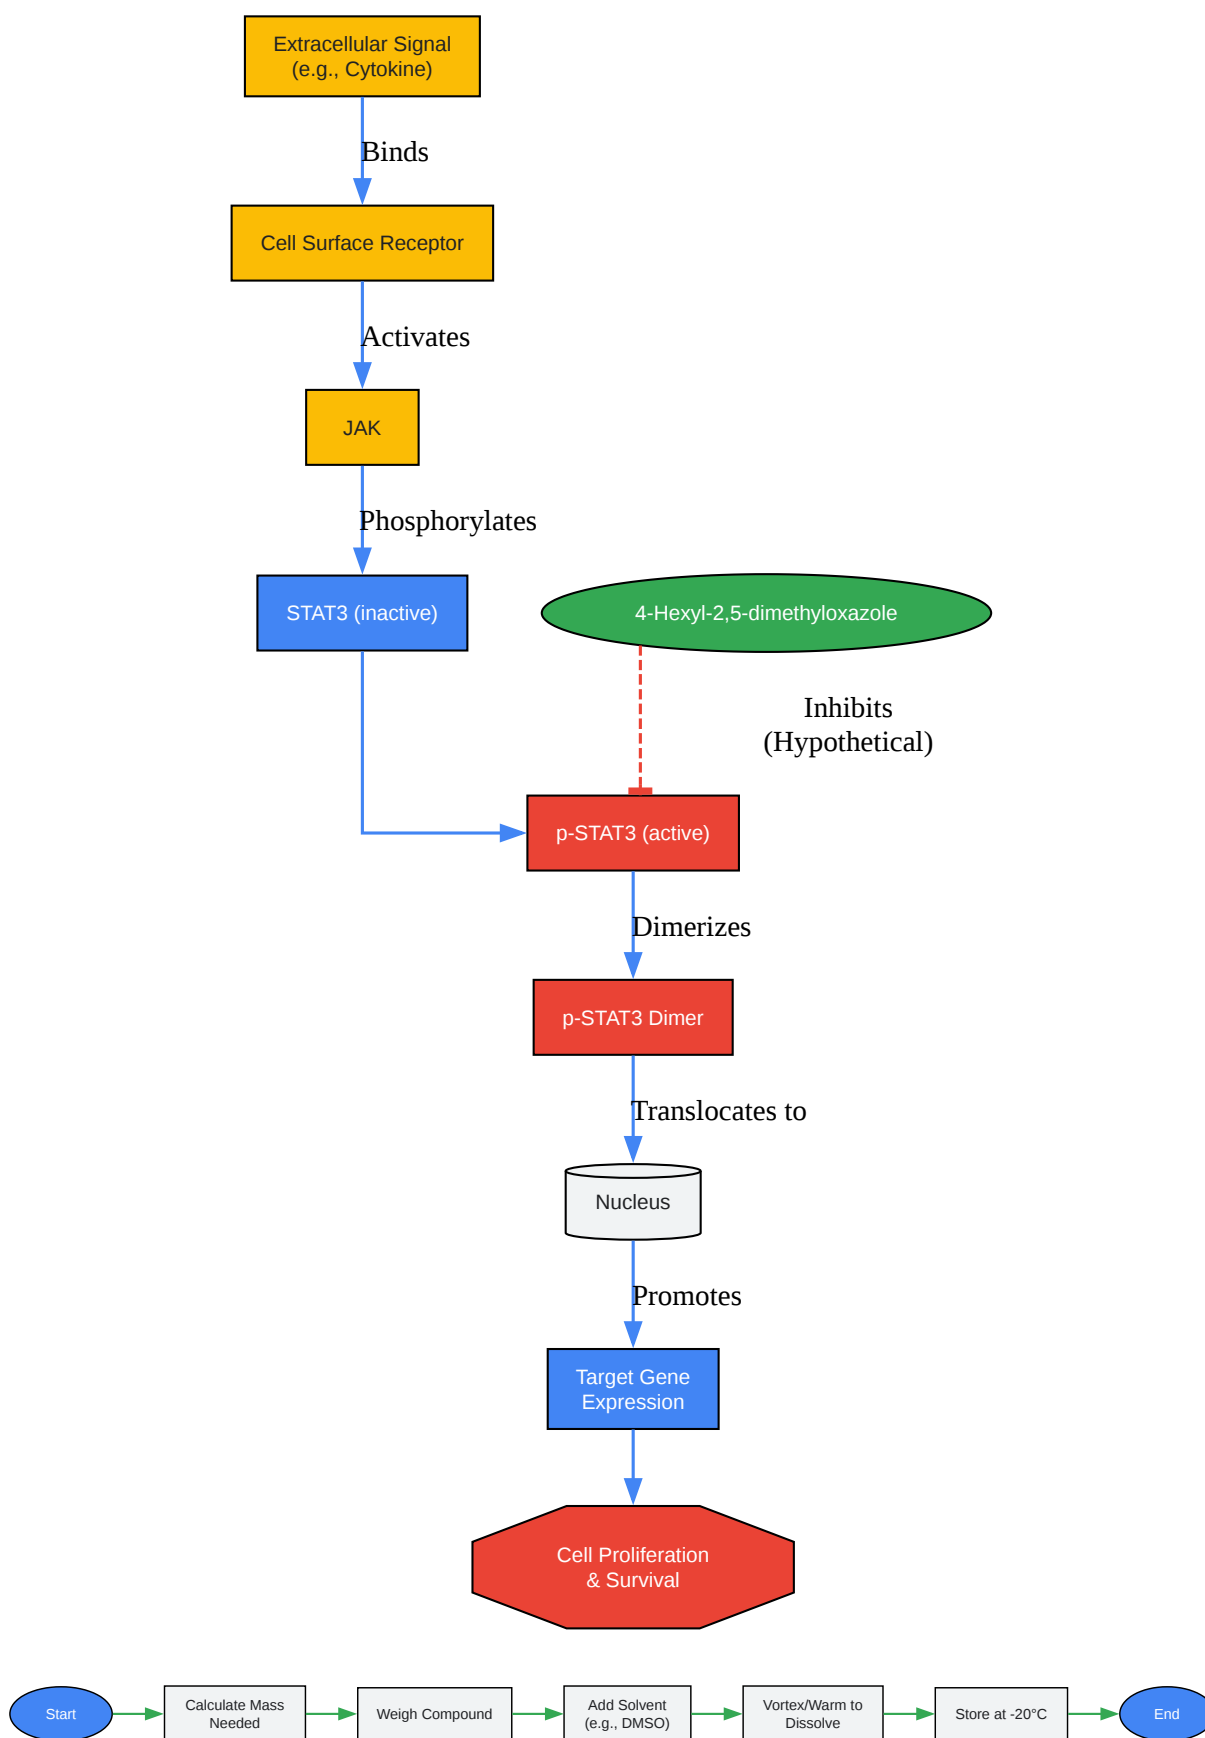 Extracellular Signal
(e.g., Cytokine)
Binds
Cell Surface Receptor
Activates
JAK
Phosphorylates
STAT3 (inactive)
4-Hexyl-2,5-dimethyloxazole
Inhibits
(Hypothetical)
p-STAT3 (active)
Dimerizes
p-STAT3 Dimer
Translocates to
Nucleus
Promotes
Target Gene
Expression
Cell Proliferation
& Survival
Start
Calculate Mass
Needed
Weigh Compound
Add Solvent
(e.g., DMSO)
Vortex/Warm to
Dissolve
Store at -20°C
End